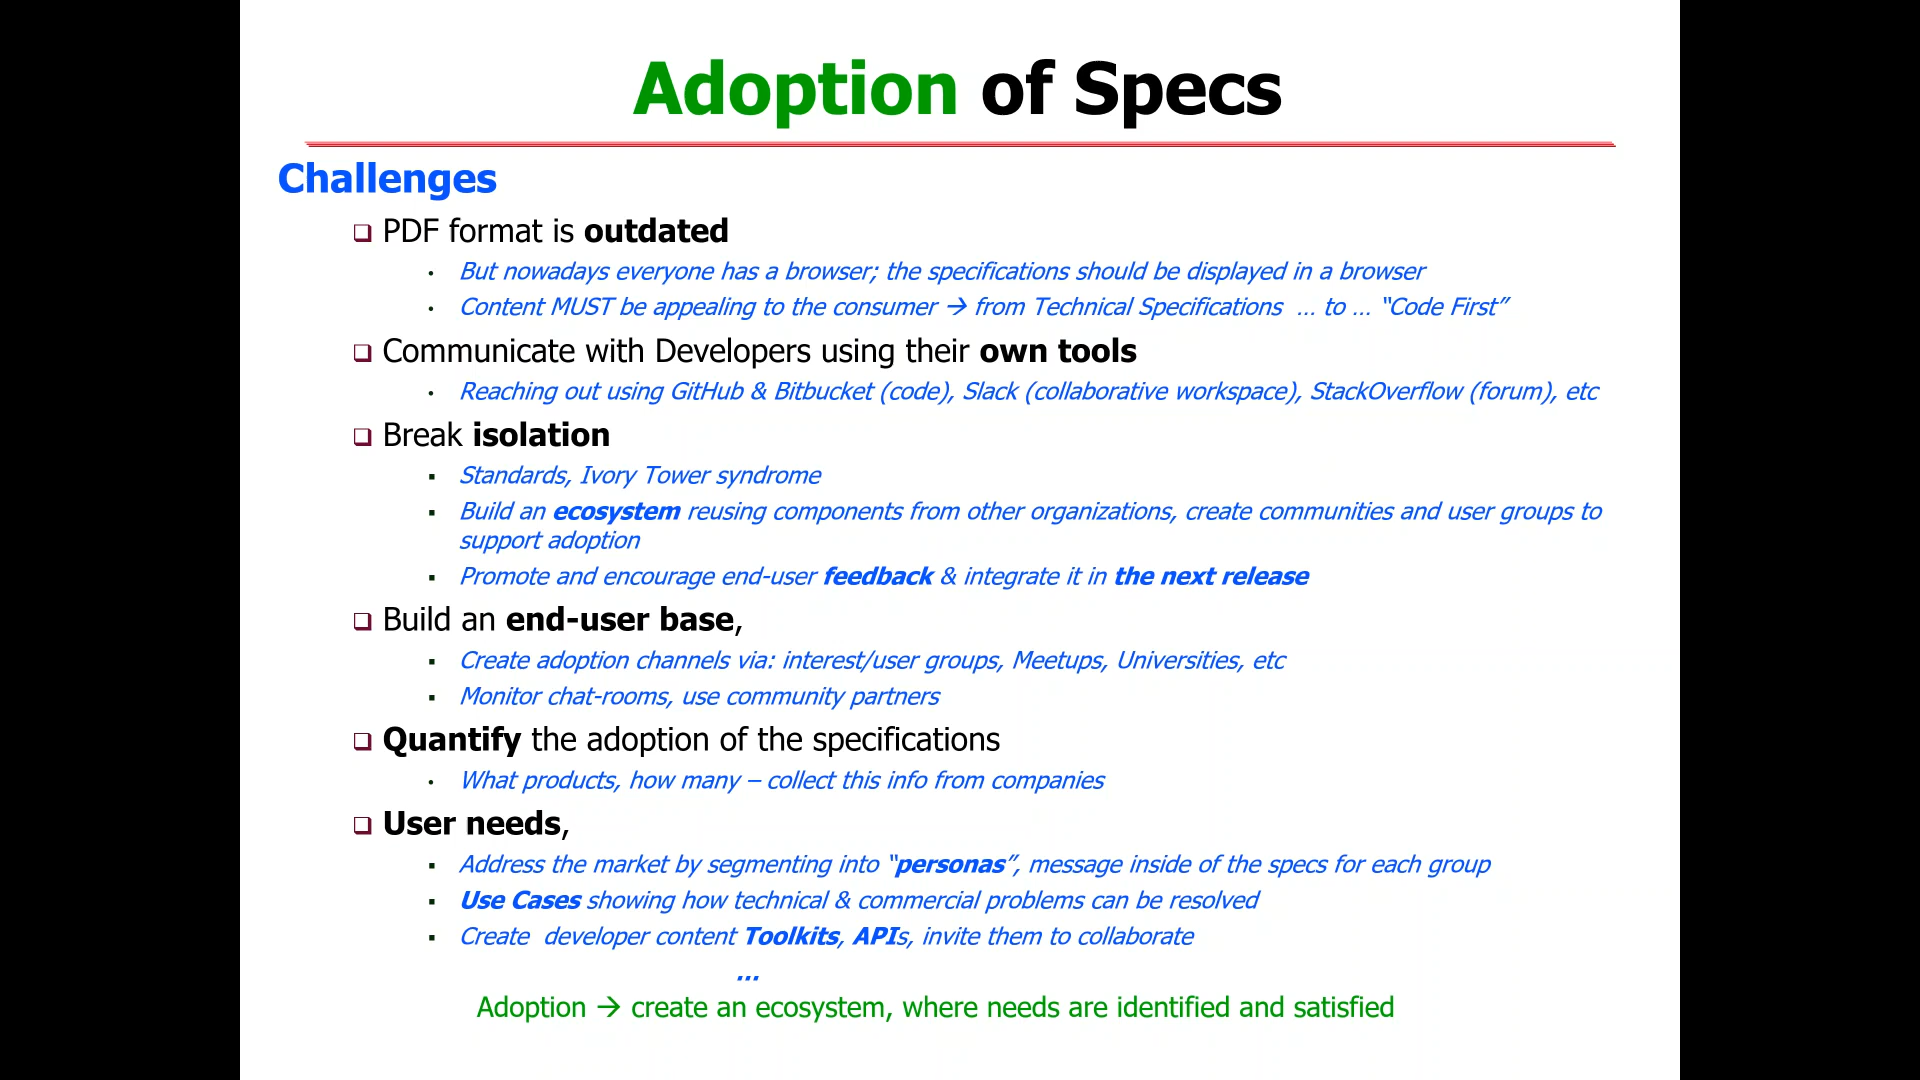 Adoption of Specs
Challenges
❑ PDF format is outdated
• But nowadays everyone has a browser; the specifications should be displayed in a browser
• Content MUST be appealing to the consumer → from Technical Specifications … to … “Code First”
❑ Communicate with Developers using their own tools
• Reaching out using GitHub & Bitbucket (code), Slack (collaborative workspace), StackOverflow (forum), etc
❑ Break isolation
▪ Standards, Ivory Tower syndrome
▪ Build an ecosystem reusing components from other organizations, create communities and user groups to
support adoption
▪ Promote and encourage end-user feedback & integrate it in the next release
❑ Build an end-user base,
▪ Create adoption channels via: interest/user groups, Meetups, Universities, etc
▪ Monitor chat-rooms, use community partners
❑ Quantify the adoption of the specifications
• What products, how many – collect this info from companies
❑ User needs,
▪ Address the market by segmenting into “personas”, message inside of the specs for each group
▪ Use Cases showing how technical & commercial problems can be resolved
▪ Create developer content Toolkits, APIs, invite them to collaborate
…
Adoption → create an ecosystem, where needs are identified and satisfied